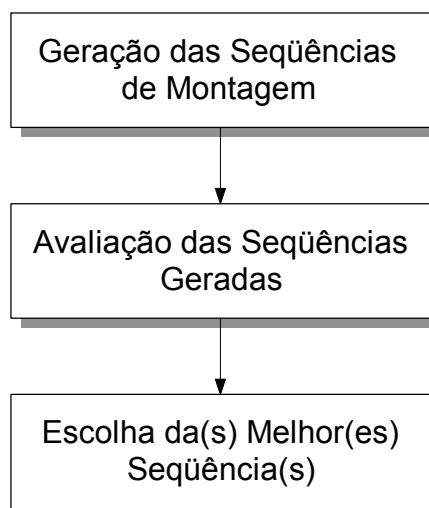 Geração das Seqüências
de Montagem
Avaliação das Seqüências
Geradas
Escolha da(s) Melhor(es)
Seqüência(s)